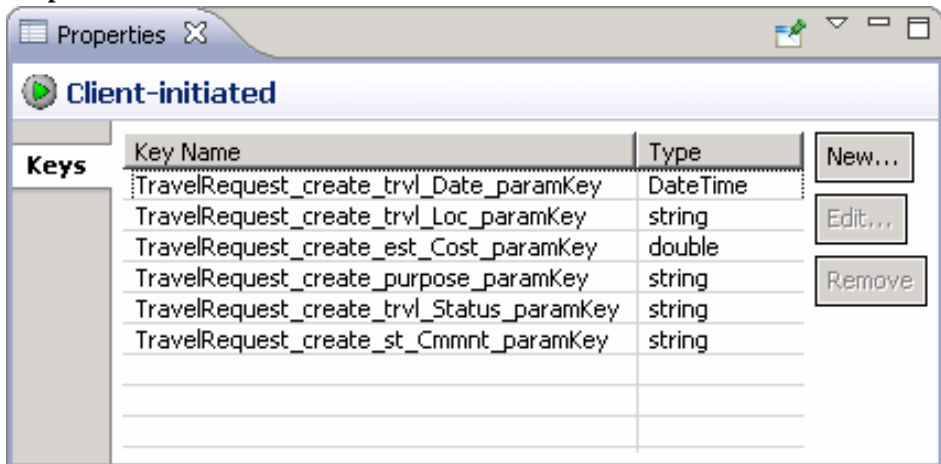 Properties
Client-initiated
Keys
Key Name Type
TravelRequest_create_trvl_Date_paramKey DateTime
TravelRequest_create_trvl_Loc_paramKey string
TravelRequest_create_est_Cost_paramKey double
TravelRequest_create_purpose_paramKey string
TravelRequest_create_trvl_Status_paramKey string
TravelRequest_create_st_Cmmnt_paramKey string
New...
Edit...
Remove